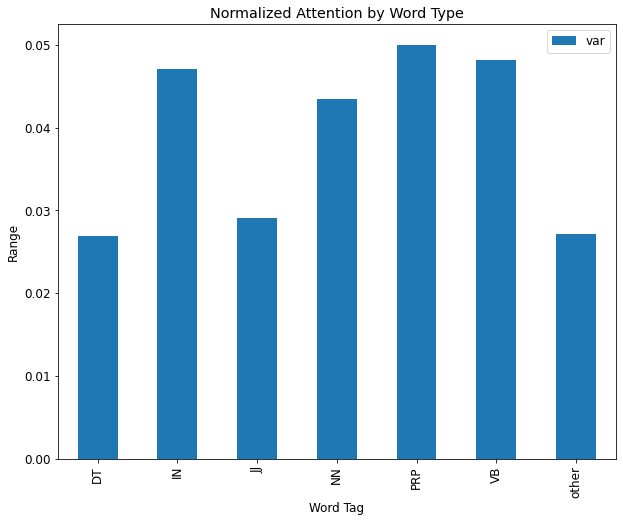 Normalized Attention by Word Type
var
Range
0.05
0.04
0.03
0.02
0.01
0.00
DT
IN
JJ
NN
PRP
VB
other
Word Tag